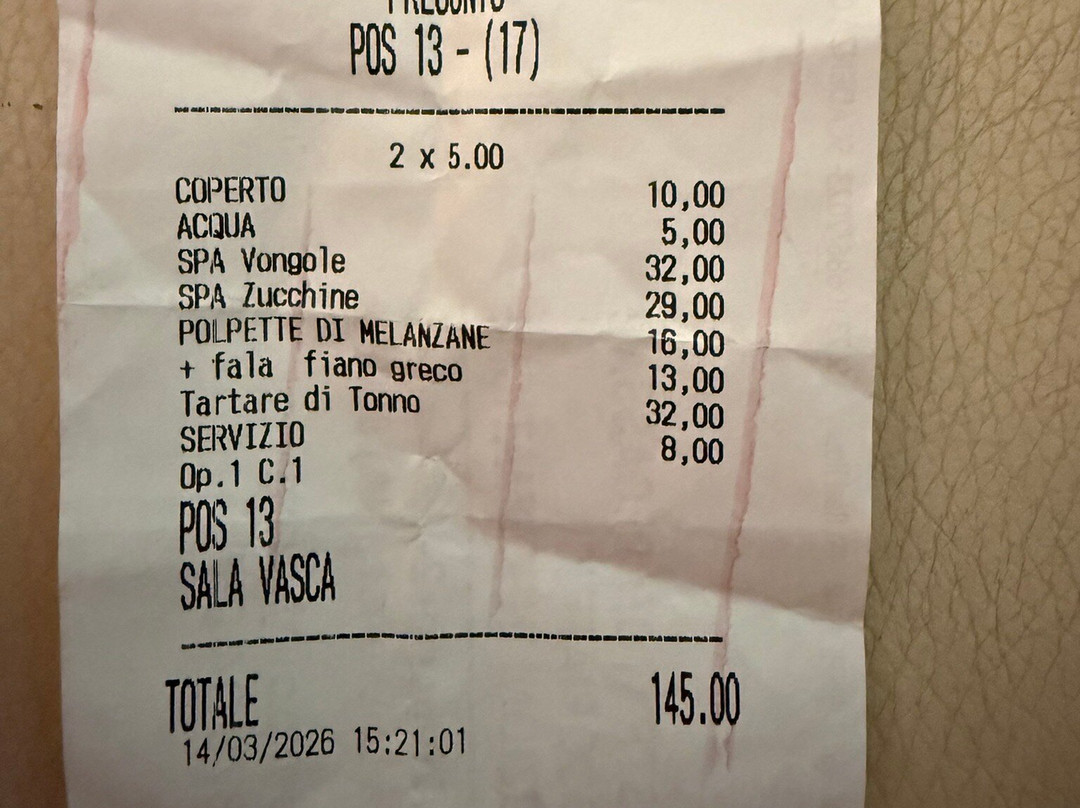 POS 13 - (17)
2 x 5.00
COPERTO 10,00
ACQUA 5,00
SPA Vongole 32,00
SPA Zucchine 29,00
POLPETTE DI MELANZANE 16,00
+ fala fiano greco 13,00
Tartare di Tonno 32,00
SERVIZIO 8,00
Op.1 C.1
POS 13
SALA VASCA
TOTALE 145.00
14/03/2026 15:21:01